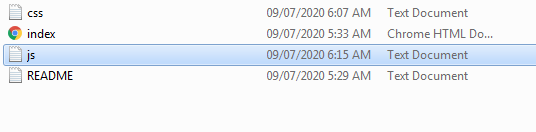 css 09/07/2020 6:07 AM Text Document
index 09/07/2020 5:33 AM Chrome HTML Do...
js 09/07/2020 6:15 AM Text Document
README 09/07/2020 5:29 AM Text Document